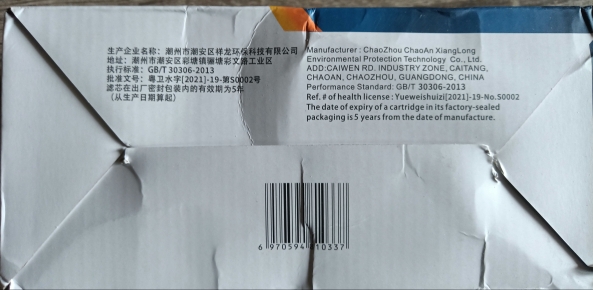 生产企业名称：潮州市潮安区祥龙环保科技有限公司
地址：潮州市潮安区彩塘镇骊塘彩文路工业区
执行标准：GB/T 30306-2013
批准文号：粤卫水字[2021]-19-第S0002号
滤芯在出厂密封包装内的有效期为5年
（从生产日期算起）
Manufacturer : ChaoZhou ChaoAn XiangLong
Environmental Protection Technology Co., Ltd.
ADD:CAIWEN RD. INDUSTRY ZONE, CAITANG,
CHAOAN, CHAOZHOU, GUANGDONG, CHINA
Performance Standard: GB/T 30306-2013
Ref. # of health license : Yueweishuizi[2021]-19-No.S0002
The date of expiry of a cartridge in its factory-sealed
packaging is 5 years from the date of manufacture.
6 970594 10337